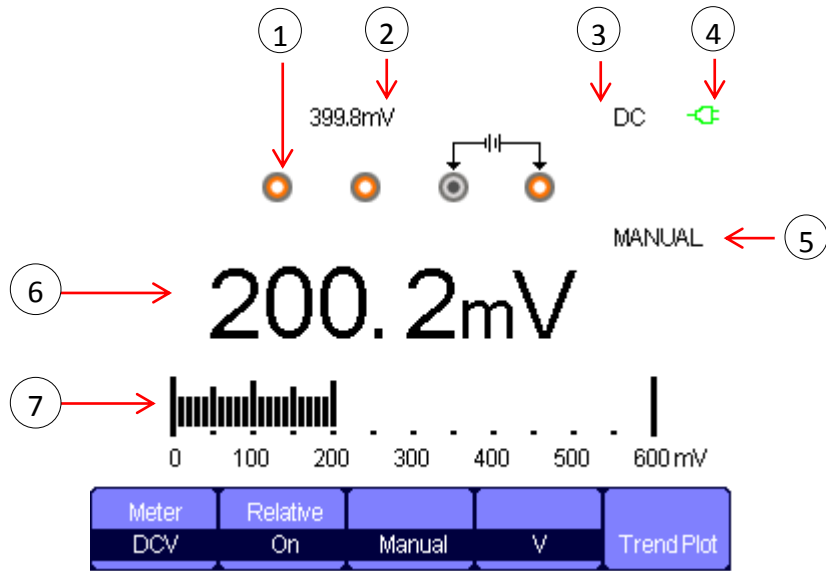 1 2 3 4
399.8mV DC
MANUAL 5
6 200.2mV
7
0 100 200 300 400 500 600 mV
Meter Relative
DCV On Manual V Trend Plot